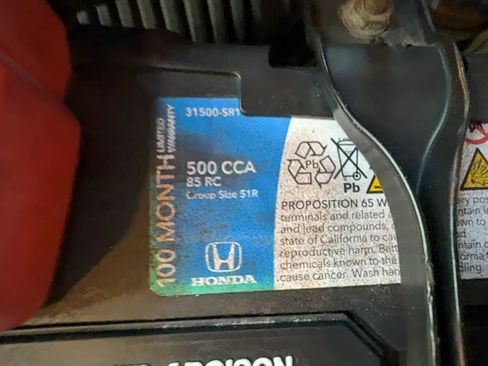 31500-SR1
100 MONTH LIMITED WARRANTY
500 CCA
85 RC
Group Size 51R
HONDA
Pb
Pb
PROPOSITION 65 W
terminals and related a
and lead compounds,
state of California to cau
reproductive harm. Batt
chemicals known to the
cause cancer. Wash han